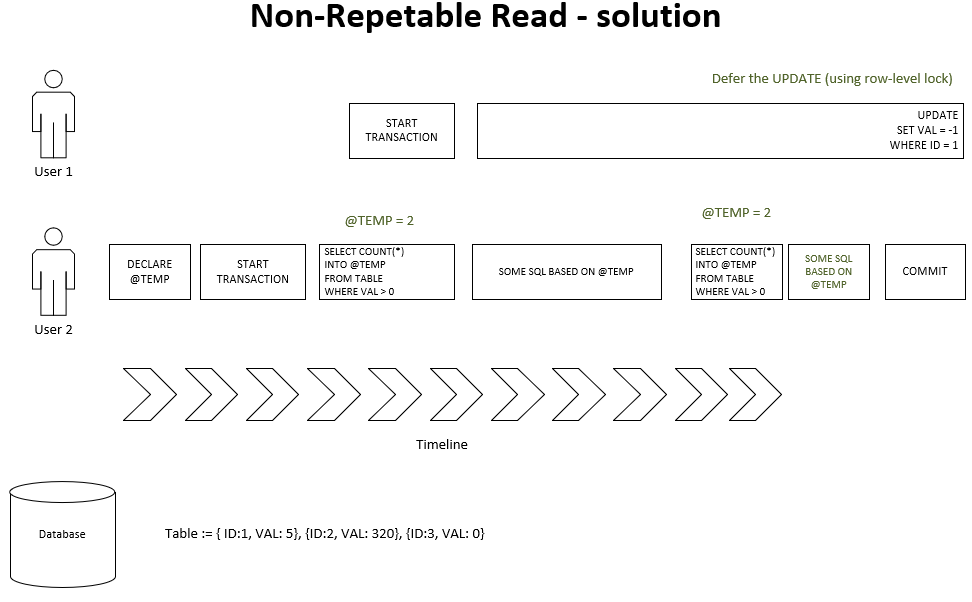 Non-Repetable Read - solution
Defer the UPDATE (using row-level lock)
START
TRANSACTION
UPDATE
SET VAL = -1
WHERE ID = 1
User 1
@TEMP = 2
@TEMP = 2
DECLARE
@TEMP
START
TRANSACTION
SELECT COUNT(*)
INTO @TEMP
FROM TABLE
WHERE VAL > 0
SOME SQL BASED ON @TEMP
SELECT COUNT(*)
INTO @TEMP
FROM TABLE
WHERE VAL > 0
SOME SQL
BASED ON
@TEMP
COMMIT
User 2
Timeline
Database
Table := { ID:1, VAL: 5}, {ID:2, VAL: 320}, {ID:3, VAL: 0}